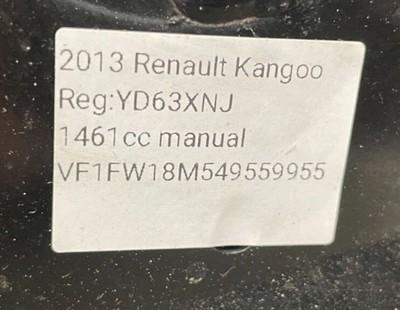 2013 Renault Kangoo
Reg:YD63XNJ
1461cc manual
VF1FW18M549559955